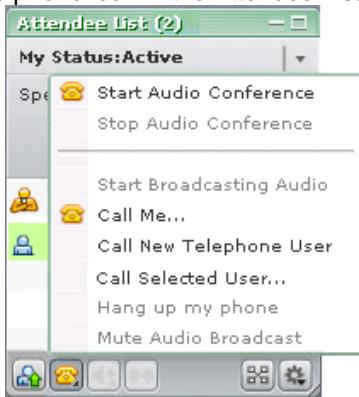 Attendee List (2)
My Status:Active
Spe
Start Audio Conference
Stop Audio Conference
Start Broadcasting Audio
Call Me...
Call New Telephone User
Call Selected User...
Hang up my phone
Mute Audio Broadcast